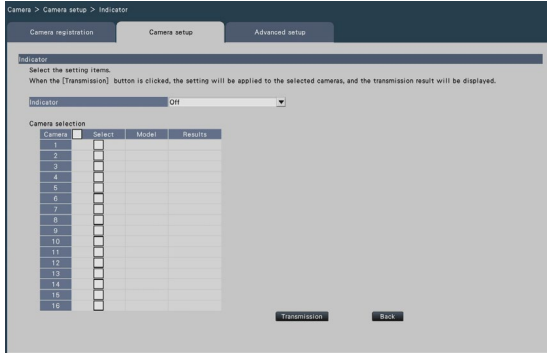 Camera > Camera setup > Indicator
Camera registration Camera setup Advanced setup
Indicator
Select the setting items.
When the [Transmission] button is clicked, the setting will be applied to the selected cameras, and the transmission result will be displayed.
Indicator Off
Camera selection
Camera Select Model Results
1
2
3
4
5
6
7
8
9
10
11
12
13
14
15
16
Transmission Back